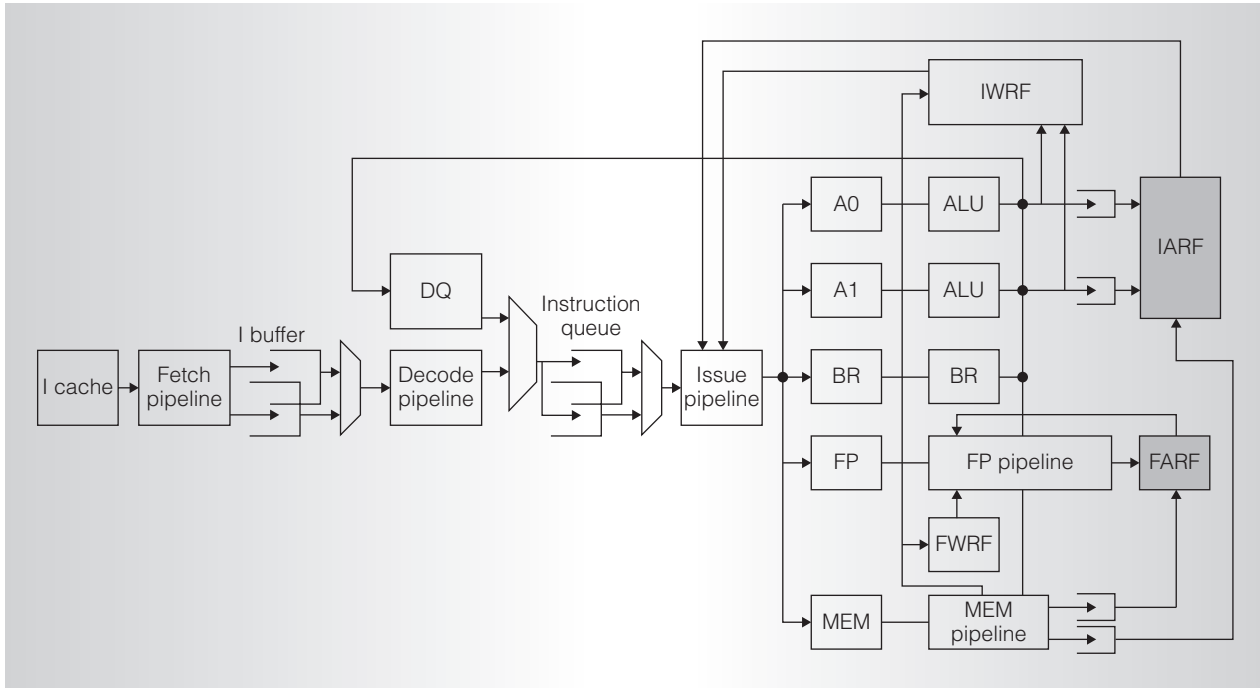 IWRF
A0
ALU
IARF
DQ
A1
ALU
Instruction
queue
I buffer
I cache
Fetch
pipeline
Decode
pipeline
Issue
pipeline
BR
BR
FP
FP pipeline
FARF
FWRF
MEM
MEM
pipeline